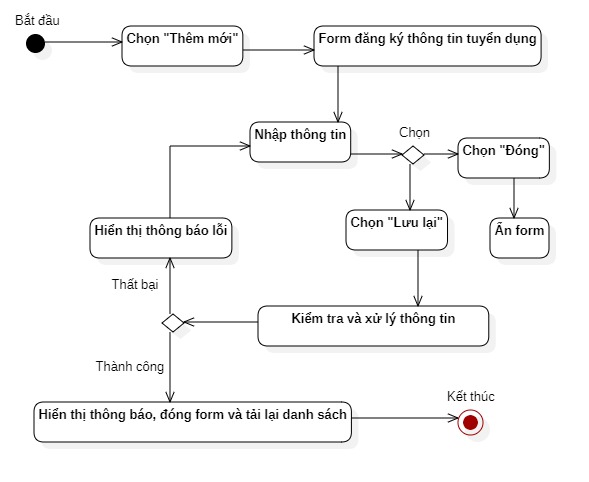 Bắt đầu
Chọn "Thêm mới"
Form đăng ký thông tin tuyển dụng
Nhập thông tin
Chọn
Chọn "Đóng"
Hiển thị thông báo lỗi
Chọn "Lưu lại"
Ẩn form
Thất bại
Kiểm tra và xử lý thông tin
Thành công
Kết thúc
Hiển thị thông báo, đóng form và tải lại danh sách